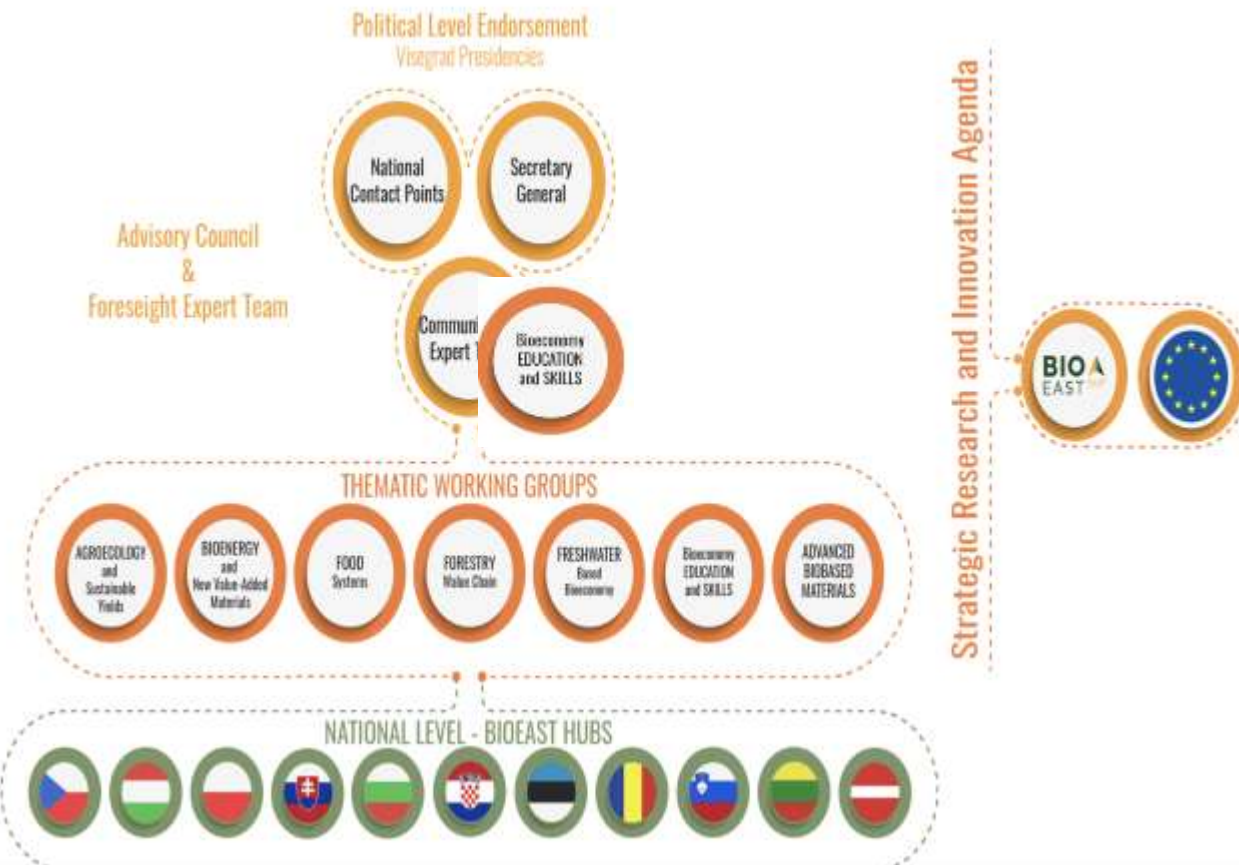 Political Level Endorsement
Visegrad Presidencies
National
Contact Points
Secretary
General
Advisory Council
&
Foreseight Expert Team
Communi
Expert
Bioeconomy
EDUCATION
and SKILLS
THEMATIC WORKING GROUPS
AGROECOLOGY
and
Sustainable
Yields
BIOENERGY
and
New Value-Added
Materials
FOOD
Systems
FORESTRY
Value Chain
FRESHWATER
Based
Bioeconomy
Bioeconomy
EDUCATION
and SKILLS
ADVANCED
BIOBASED
MATERIALS
NATIONAL LEVEL - BIOEAST HUBS
Strategic Research and Innovation Agenda
BIO
EAST